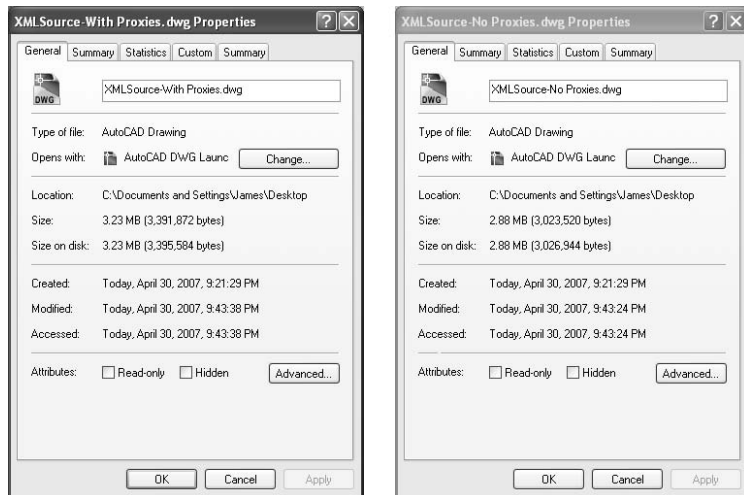 XMLSource-With Proxies.dwg Properties
General Summary Statistics Custom Summary
DWG
XMLSource-With Proxies.dwg
Type of file: AutoCAD Drawing
Opens with: AutoCAD DWG Launc Change...
Location: C:\Documents and Settings\James\Desktop
Size: 3.23 MB (3,391,872 bytes)
Size on disk: 3.23 MB (3,395,584 bytes)
Created: Today, April 30, 2007, 9:21:29 PM
Modified: Today, April 30, 2007, 9:43:38 PM
Accessed: Today, April 30, 2007, 9:43:38 PM
Attributes: Read-only Hidden Advanced...
OK Cancel Apply
XMLSource-No Proxies.dwg Properties
General Summary Statistics Custom Summary
DWG
XMLSource-No Proxies.dwg
Type of file: AutoCAD Drawing
Opens with: AutoCAD DWG Launc Change...
Location: C:\Documents and Settings\James\Desktop
Size: 2.88 MB (3,023,520 bytes)
Size on disk: 2.88 MB (3,026,944 bytes)
Created: Today, April 30, 2007, 9:21:29 PM
Modified: Today, April 30, 2007, 9:43:24 PM
Accessed: Today, April 30, 2007, 9:43:24 PM
Attributes: Read-only Hidden Advanced...
OK Cancel Apply